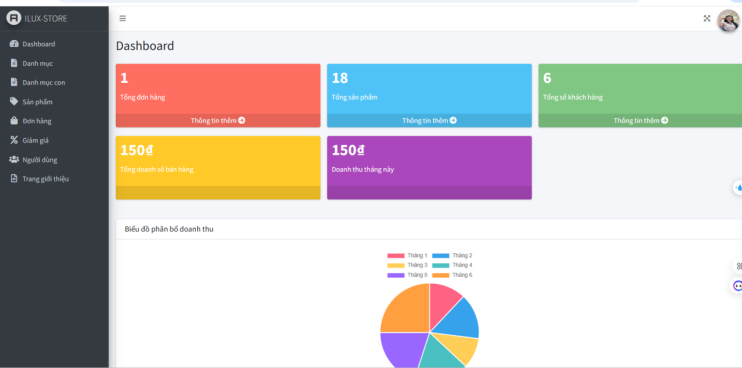 ILUX-STORE
Dashboard
Danh mục
Danh mục con
Sản phẩm
Đơn hàng
Giảm giá
Người dùng
Trang giới thiệu
Dashboard
1
Tổng đơn hàng
Thông tin thêm
18
Tổng sản phẩm
Thông tin thêm
6
Tổng số khách hàng
Thông tin thêm
150₫
Tổng doanh số bán hàng
150₫
Doanh thu tháng này
Biểu đồ phân bổ doanh thu
Tháng 1 Tháng 2
Tháng 3 Tháng 4
Tháng 5 Tháng 6